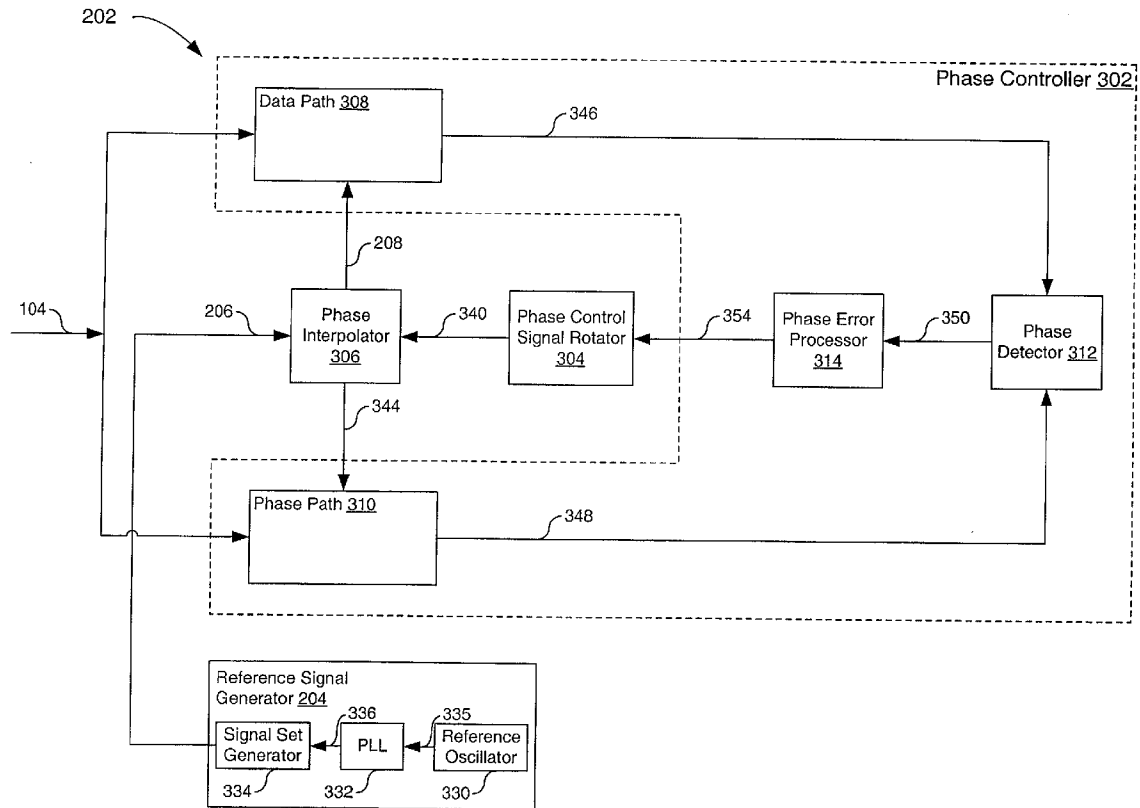 202
Phase Controller 302
Data Path 308
346
208
104
206
Phase
Interpolator
306
340
Phase Control
Signal Rotator
304
354
Phase Error
Processor
314
350
Phase
Detector 312
344
Phase Path 310
348
Reference Signal
Generator 204
336
335
Signal Set
Generator
PLL
Reference
Oscillator
334
332
330